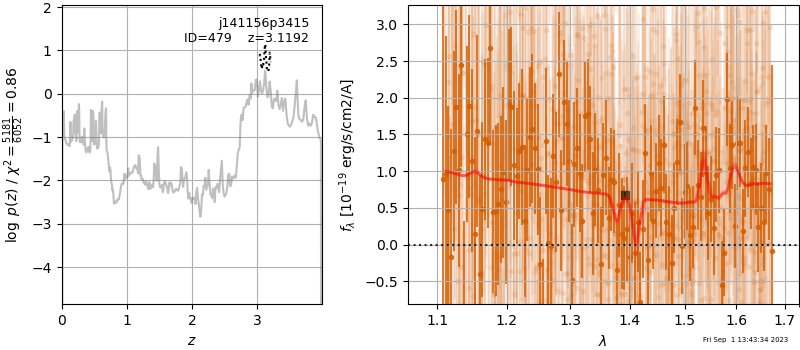 j141156p3415
ID=479 z=3.1192
log p(z) / χ² = 5181/6052 = 0.86
2
1
0
−1
−2
−3
−4
0 1 2 3
z
fλ [10⁻¹⁹ erg/s/cm2/A]
3.0
2.5
2.0
1.5
1.0
0.5
0.0
−0.5
1.1 1.2 1.3 1.4 1.5 1.6 1.7
λ
Fri Sep 1 13:43:34 2023